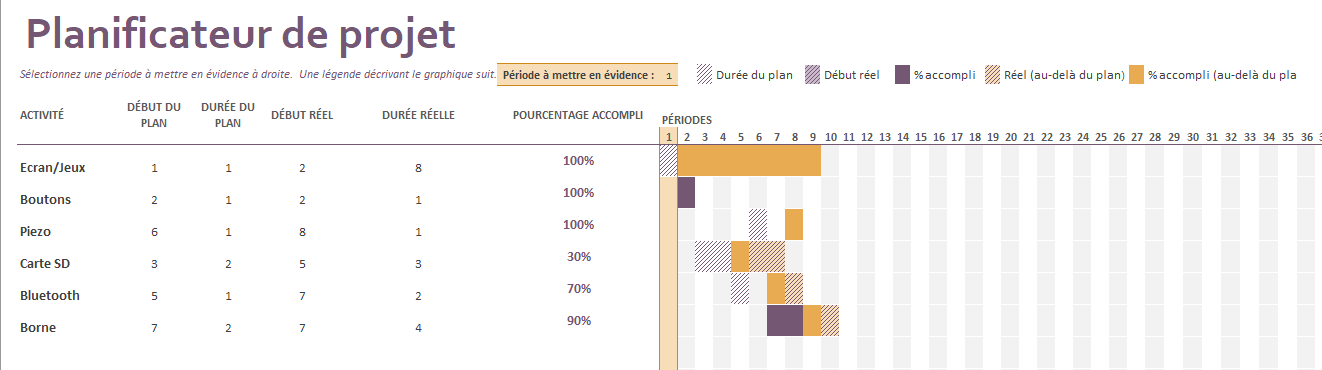 Planificateur de projet
Sélectionnez une période à mettre en évidence à droite. Une légende décrivant le graphique suit. Période à mettre en évidence : 1 Durée du plan Début réel % accompli Réel (au-delà du plan) % accompli (au-delà du pla
ACTIVITÉ DÉBUT DU PLAN DURÉE DU PLAN DÉBUT RÉEL DURÉE RÉELLE POURCENTAGE ACCOMPLI PÉRIODES
1 2 3 4 5 6 7 8 9 10 11 12 13 14 15 16 17 18 19 20 21 22 23 24 25 26 27 28 29 30 31 32 33 34 35 36 3
Ecran/Jeux 1 1 2 8 100%
Boutons 2 1 2 1 100%
Piezo 6 1 8 1 100%
Carte SD 3 2 5 3 30%
Bluetooth 5 1 7 2 70%
Borne 7 2 7 4 90%